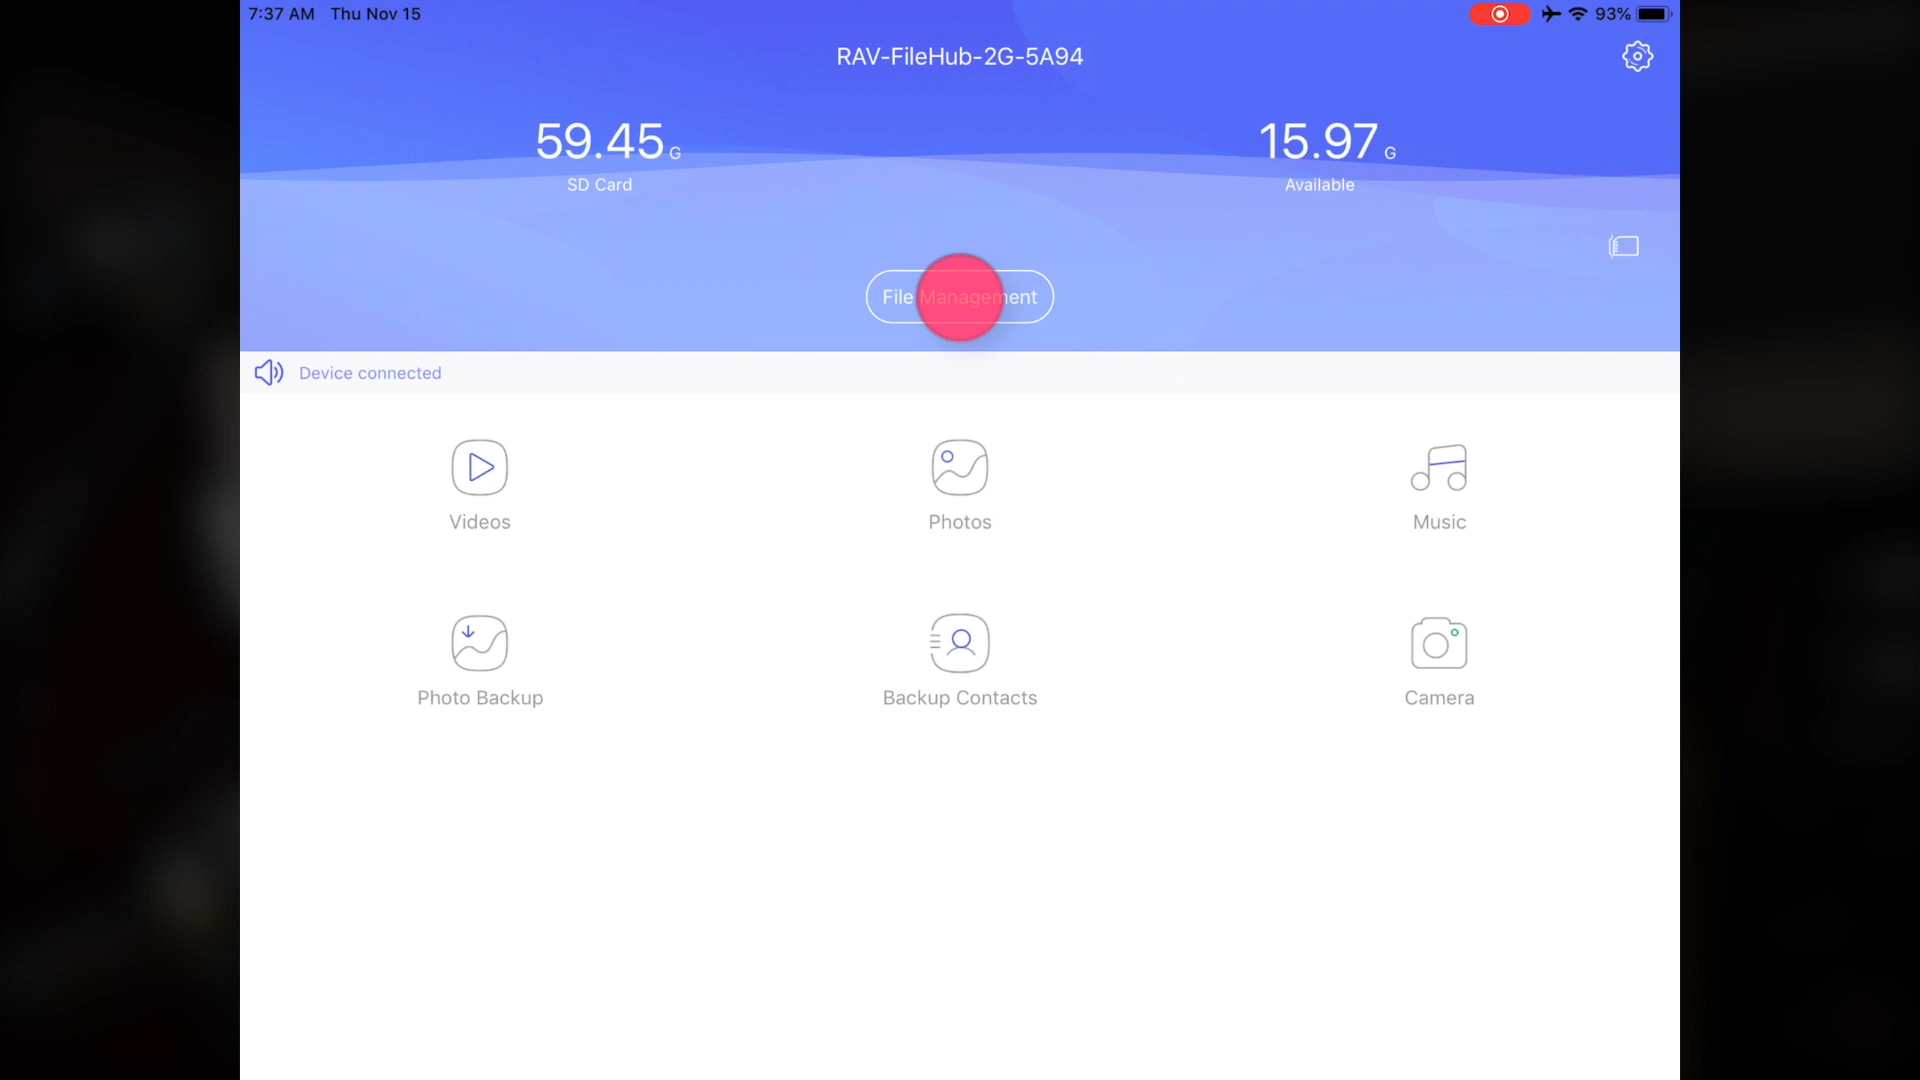 7:37 AM Thu Nov 15 93%
RAV-FileHub-2G-5A94
59.45 G 15.97 G
SD Card Available
File Management
Device connected
Videos Photos Music
Photo Backup Backup Contacts Camera